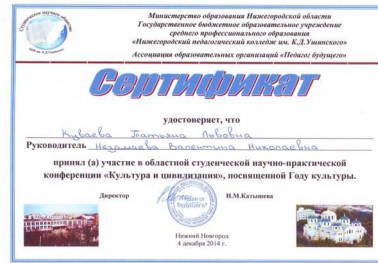 Министерство образования Нижегородской области
Государственное бюджетное образовательное учреждение
среднего профессионального образования
«Нижегородский педагогический колледж им. К.Д.Ушинского»
Ассоциация образовательных организаций «Педагог будущего»
Сертификат
удостоверяет, что
Куваева Татьяна Львовна
Руководитель Незамаева Валентина Николаевна
принял (а) участие в областной студенческой научно-практической
конференции «Культура и цивилизация», посвященной Году культуры.
Директор И.М.Катышева
Нижний Новгород
4 декабря 2014 г.